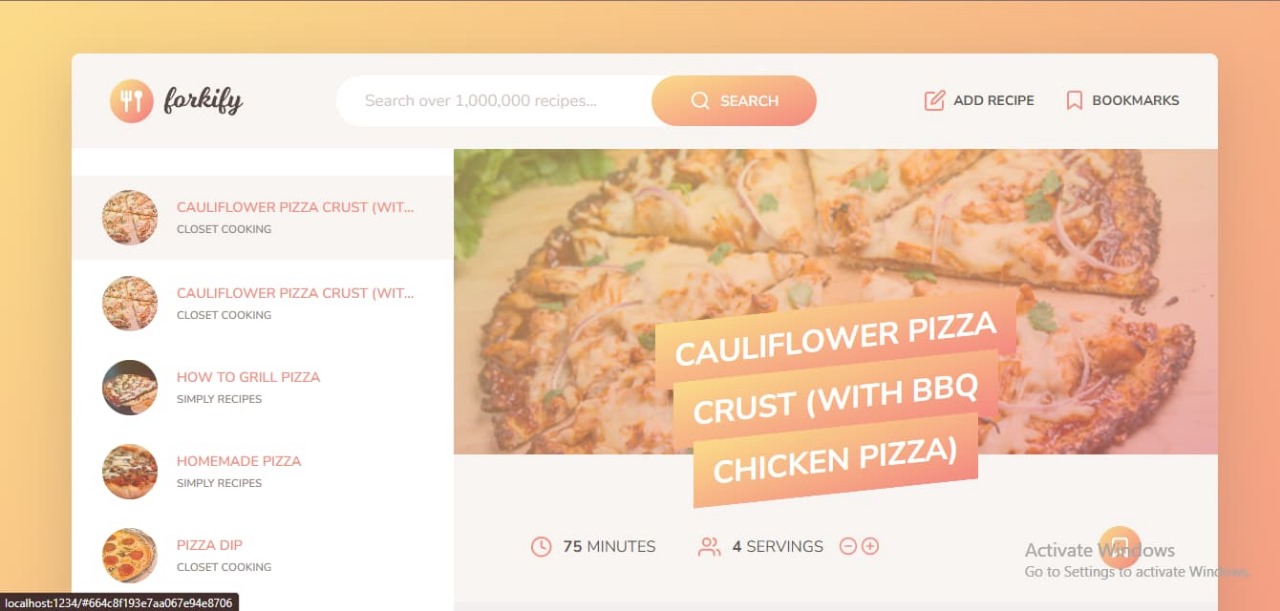 forkify
Search over 1,000,000 recipes...
SEARCH
ADD RECIPE
BOOKMARKS
CAULIFLOWER PIZZA CRUST (WIT...
CLOSET COOKING
CAULIFLOWER PIZZA CRUST (WIT...
CLOSET COOKING
HOW TO GRILL PIZZA
SIMPLY RECIPES
HOMEMADE PIZZA
SIMPLY RECIPES
PIZZA DIP
CLOSET COOKING
CAULIFLOWER PIZZA
CRUST (WITH BBQ
CHICKEN PIZZA)
75 MINUTES
4 SERVINGS
Activate Windows
Go to Settings to activate Windows.
localhost:1234/#664c8f193e7aa067e94e8706